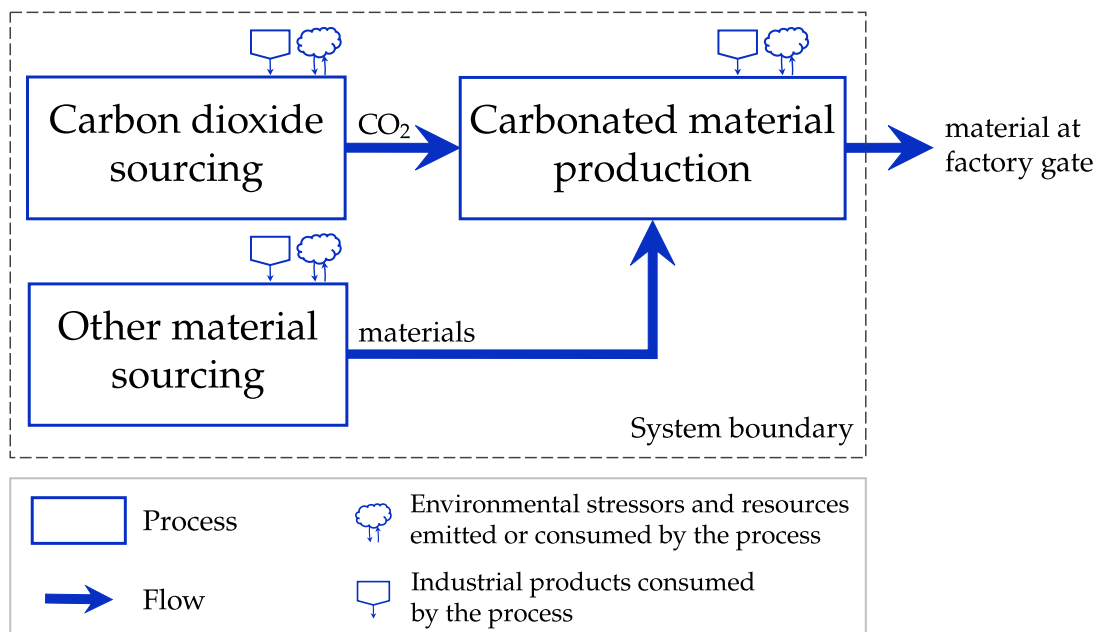 Carbon dioxide
sourcing
CO₂
Carbonated material
production
material at
factory gate
Other material
sourcing
materials
System boundary
Process
Environmental stressors and resources
emitted or consumed by the process
Flow
Industrial products consumed
by the process